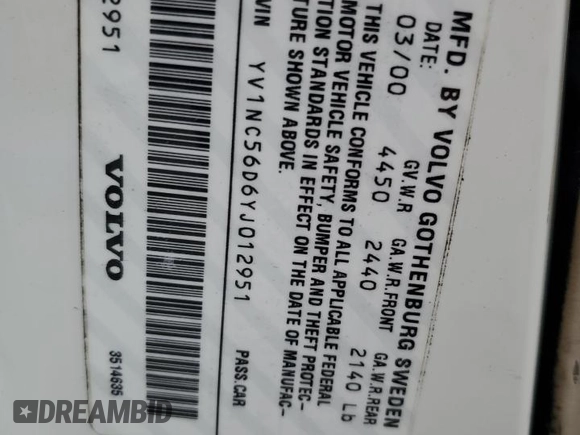 MFD. BY VOLVO GOTHENBURG SWEDEN
DATE: GV.W.R GA.W.R.FRONT GA.W.R.REAR
03/00 4450 2440 2140 Lb
THIS VEHICLE CONFORMS TO ALL APPLICABLE FEDERAL
MOTOR VEHICLE SAFETY, BUMPER AND THEFT PROTEC-
TION STANDARDS IN EFFECT ON THE DATE OF MANUFAC-
TURE SHOWN ABOVE.
VIN YV1NC56D6YJ012951 PASS.CAR
2951 VOLVO 3514635
DREAMBID